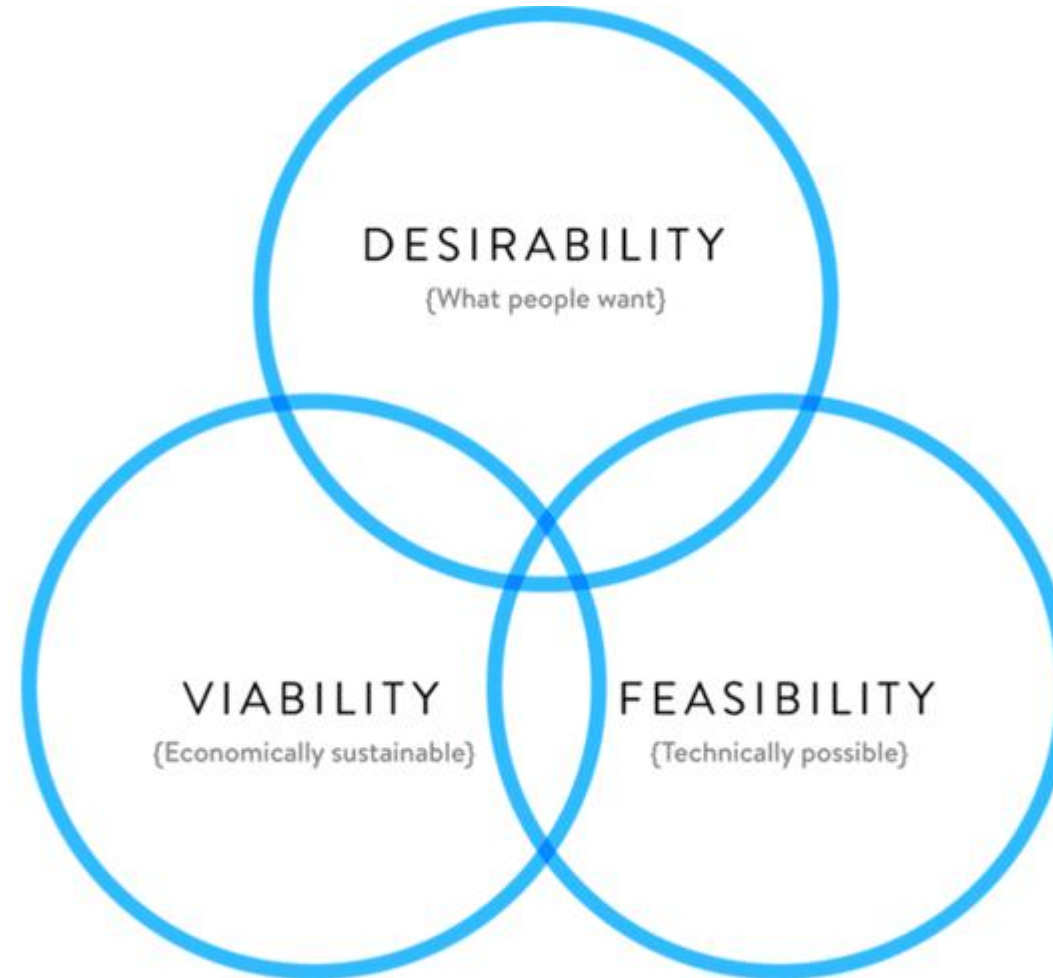 DESIRABILITY
{What people want}
VIABILITY
{Economically sustainable}
FEASIBILITY
{Technically possible}